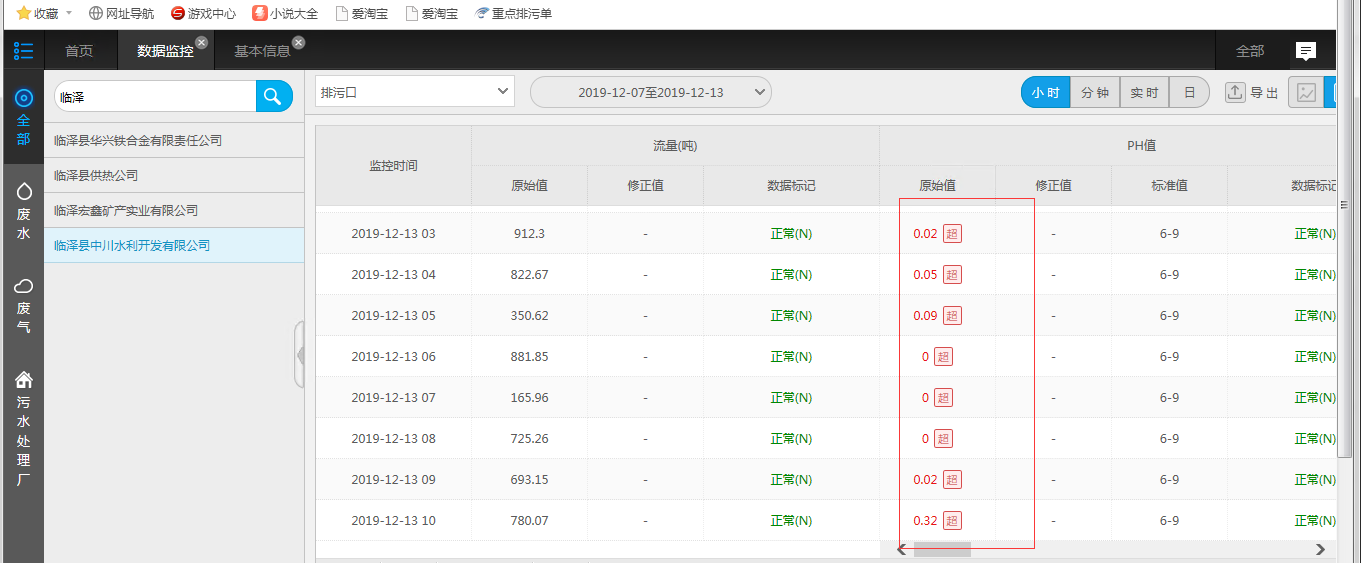 收藏 网址导航 游戏中心 小说大全 爱淘宝 爱淘宝 重点排污单
首页 数据监控 基本信息 全部
临泽 排污口 2019-12-07至2019-12-13 小时 分钟 实时 日 导出
全部
废水
废气
污水处理厂
临泽县华兴铁合金有限责任公司
临泽县供热公司
临泽宏鑫矿产实业有限公司
临泽县中川水利开发有限公司
监控时间 流量(吨) PH值
原始值 修正值 数据标记 原始值 修正值 标准值 数据标记
2019-12-13 03 912.3 - 正常(N) 0.02 超 - 6-9 正常(N)
2019-12-13 04 822.67 - 正常(N) 0.05 超 - 6-9 正常(N)
2019-12-13 05 350.62 - 正常(N) 0.09 超 - 6-9 正常(N)
2019-12-13 06 881.85 - 正常(N) 0 超 - 6-9 正常(N)
2019-12-13 07 165.96 - 正常(N) 0 超 - 6-9 正常(N)
2019-12-13 08 725.26 - 正常(N) 0 超 - 6-9 正常(N)
2019-12-13 09 693.15 - 正常(N) 0.02 超 - 6-9 正常(N)
2019-12-13 10 780.07 - 正常(N) 0.32 超 - 6-9 正常(N)